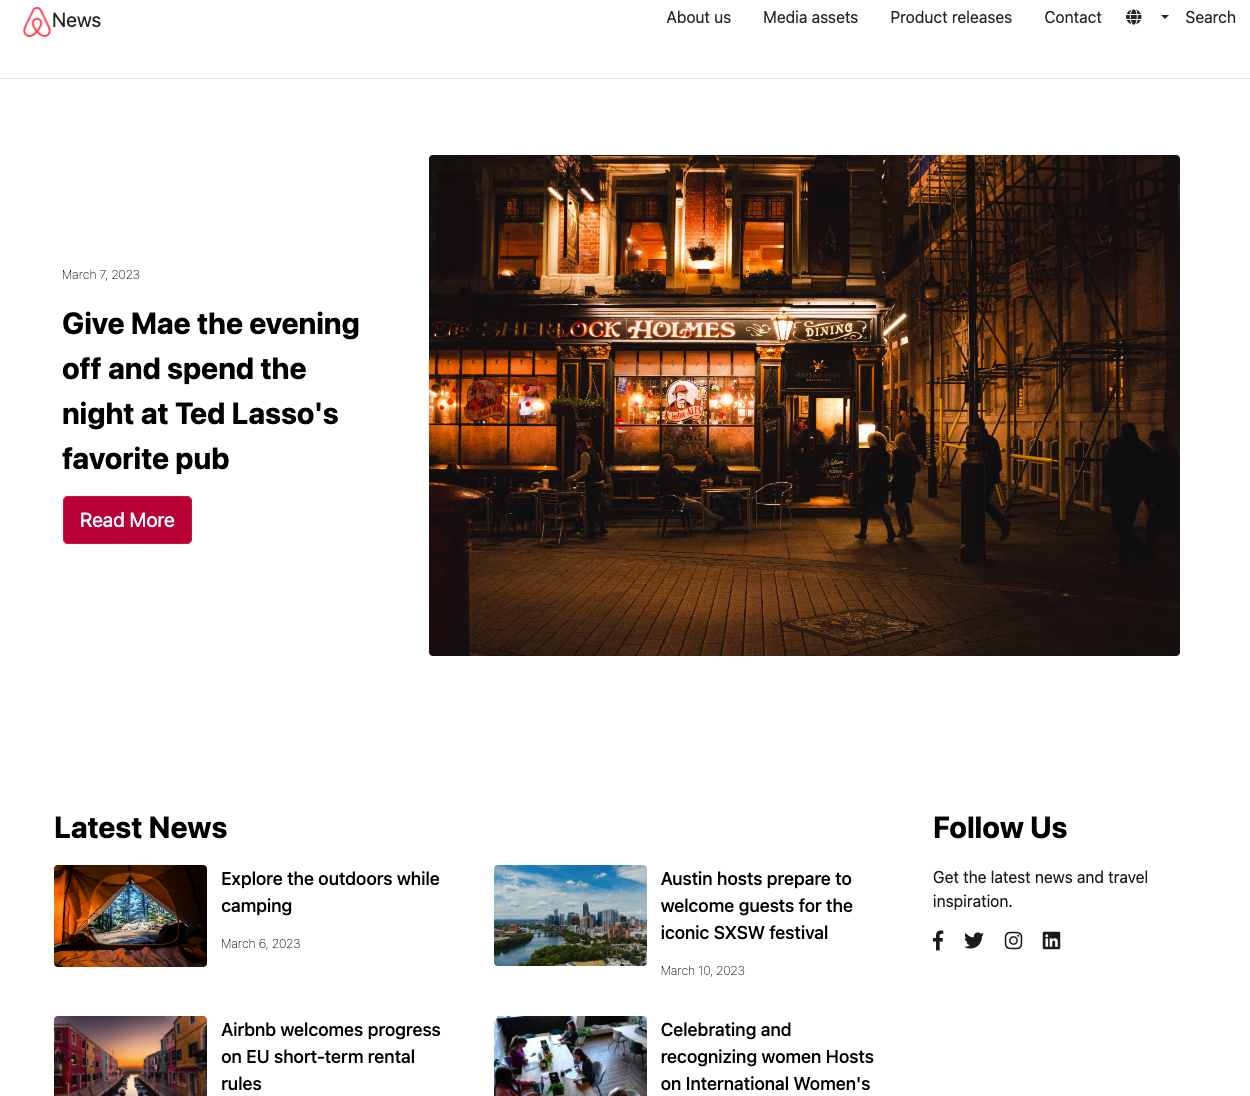 News
About us
Media assets
Product releases
Contact
Search
March 7, 2023
Give Mae the evening
off and spend the
night at Ted Lasso's
favorite pub
Read More
SHERLOCK HOLMES
DINING
Latest News
Explore the outdoors while
camping
March 6, 2023
Austin hosts prepare to
welcome guests for the
iconic SXSW festival
March 10, 2023
Airbnb welcomes progress
on EU short-term rental
rules
Celebrating and
recognizing women Hosts
on International Women's
Follow Us
Get the latest news and travel
inspiration.